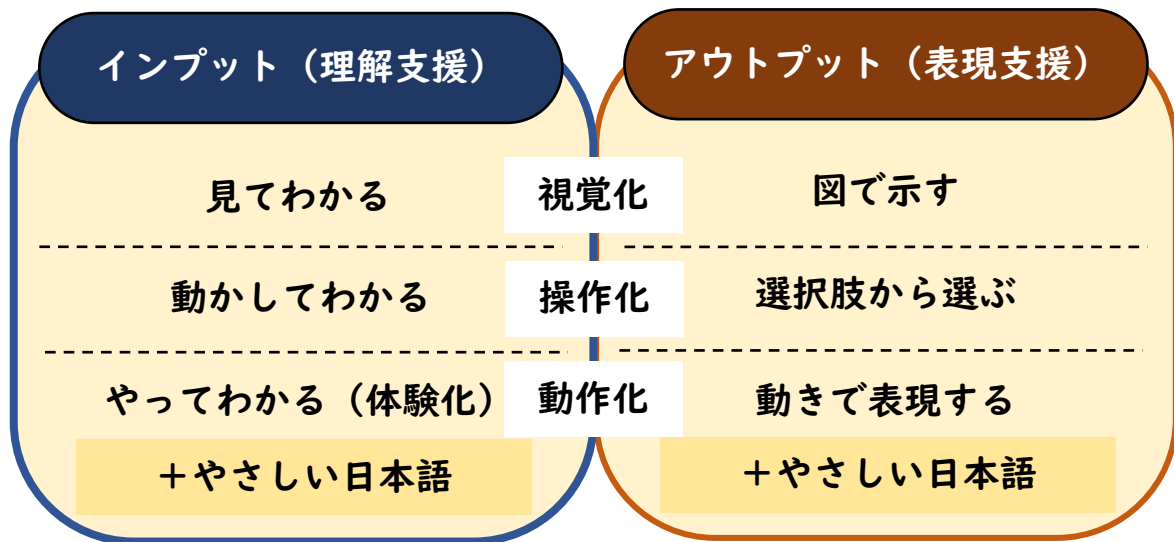 インプット（理解支援）
アウトプット（表現支援）
見てわかる
視覚化
図で示す
動かしてわかる
操作化
選択肢から選ぶ
やってわかる（体験化）
動作化
動きで表現する
＋やさしい日本語
＋やさしい日本語